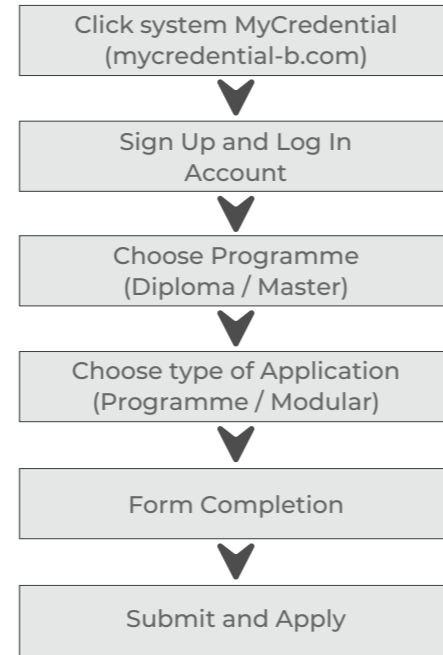 Click system MyCredential
(mycredential-b.com)
Sign Up and Log In
Account
Choose Programme
(Diploma / Master)
Choose type of Application
(Programme / Modular)
Form Completion
Submit and Apply